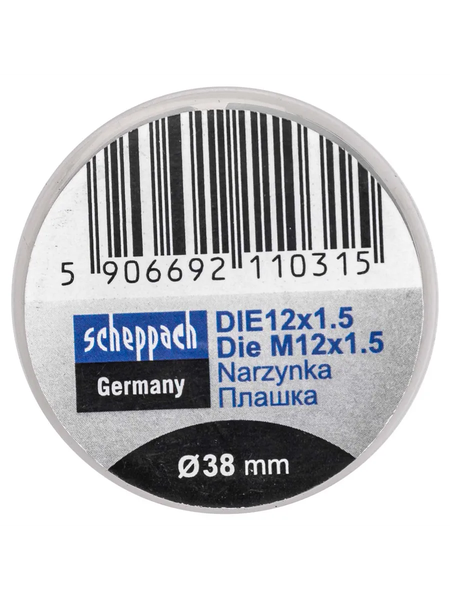 5 906692 110315
scheppach
Germany
DIE12x1.5
Die M12x1.5
Narzynka
Плашка
Ø38 mm